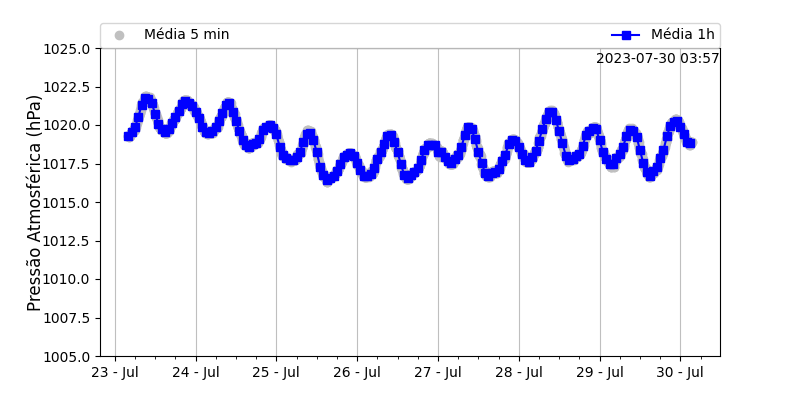 Média 5 min
Média 1h
2023-07-30 03:57
Pressão Atmosférica (hPa)
1025.0
1022.5
1020.0
1017.5
1015.0
1012.5
1010.0
1007.5
1005.0
23 - Jul
24 - Jul
25 - Jul
26 - Jul
27 - Jul
28 - Jul
29 - Jul
30 - Jul